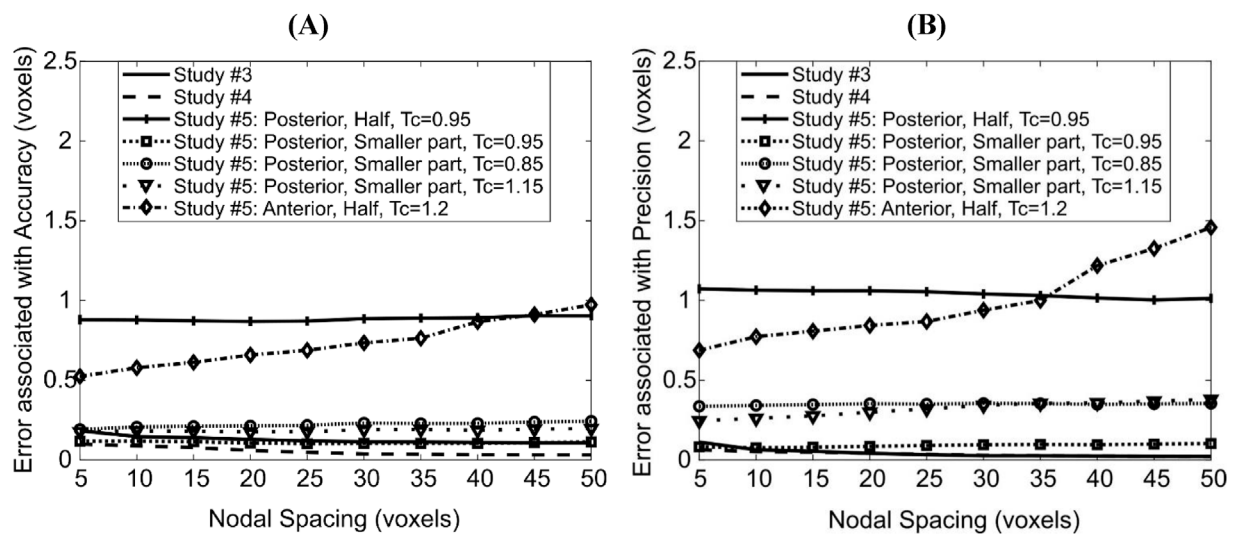 (A)
Error associated with Accuracy (voxels)
2.5
2
1.5
1
0.5
0
Study #3
Study #4
Study #5: Posterior, Half, Tc=0.95
Study #5: Posterior, Smaller part, Tc=0.95
Study #5: Posterior, Smaller part, Tc=0.85
Study #5: Posterior, Smaller part, Tc=1.15
Study #5: Anterior, Half, Tc=1.2
5 10 15 20 25 30 35 40 45 50
Nodal Spacing (voxels)
(B)
Error associated with Precision (voxels)
2.5
2
1.5
1
0.5
0
Study #3
Study #4
Study #5: Posterior, Half, Tc=0.95
Study #5: Posterior, Smaller part, Tc=0.95
Study #5: Posterior, Smaller part, Tc=0.85
Study #5: Posterior, Smaller part, Tc=1.15
Study #5: Anterior, Half, Tc=1.2
5 10 15 20 25 30 35 40 45 50
Nodal Spacing (voxels)